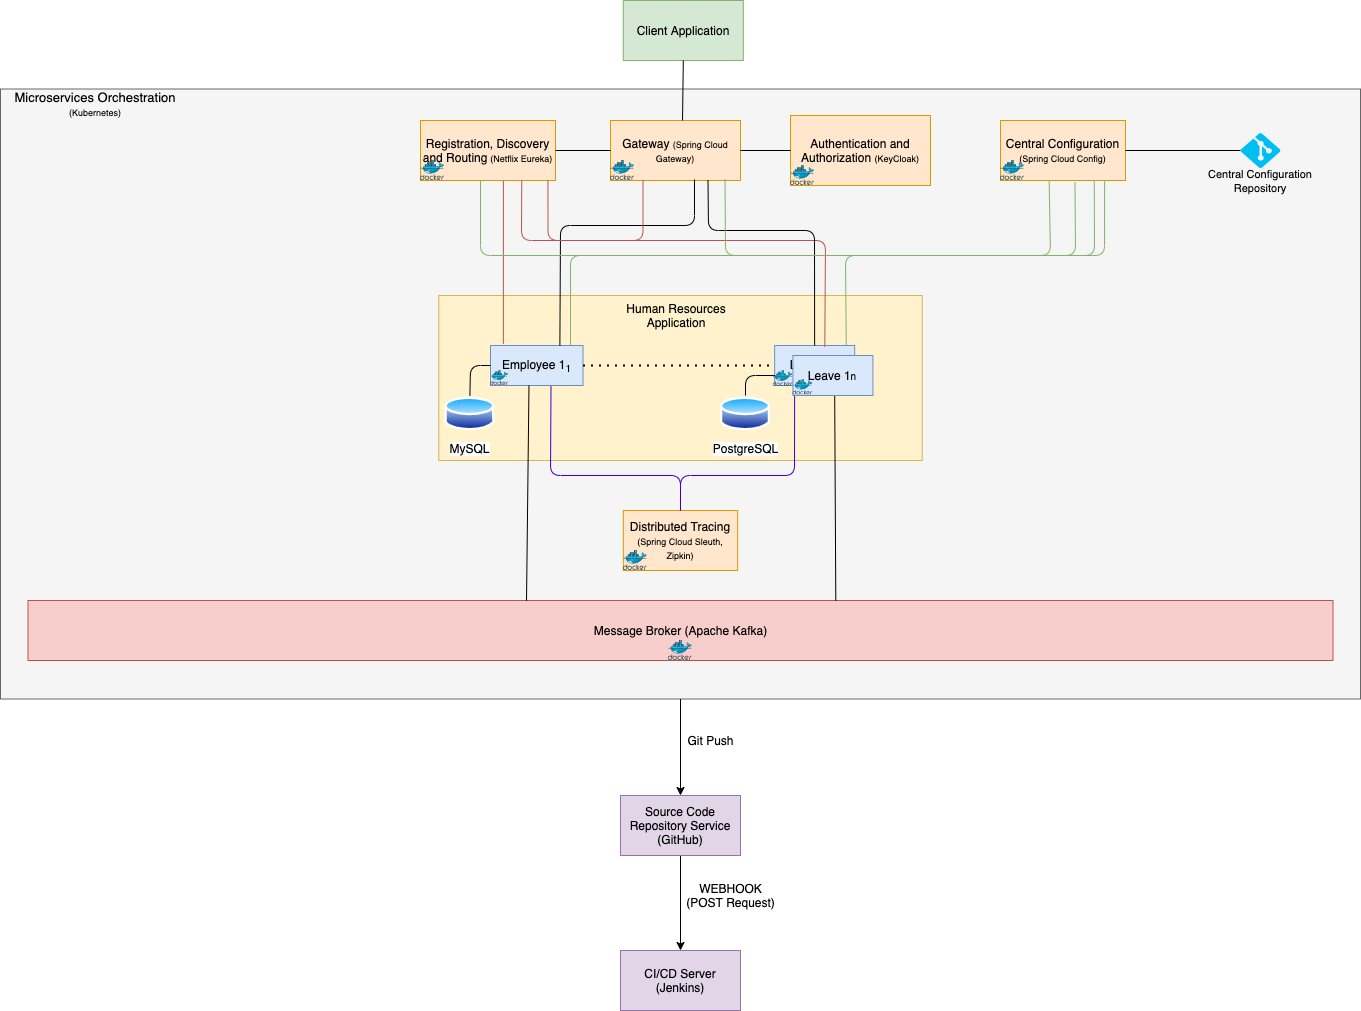 Client Application
Microservices Orchestration
(Kubernetes)
Registration, Discovery
and Routing (Netflix Eureka)
docker
Gateway (Spring Cloud
Gateway)
docker
Authentication and
Authorization (KeyCloak)
docker
Central Configuration
(Spring Cloud Config)
docker
Central Configuration
Repository
Human Resources
Application
Employee 11
docker
L
docker
Leave 1n
docker
MySQL
PostgreSQL
Distributed Tracing
(Spring Cloud Sleuth,
Zipkin)
docker
Message Broker (Apache Kafka)
docker
Git Push
Source Code
Repository Service
(GitHub)
WEBHOOK
(POST Request)
CI/CD Server
(Jenkins)